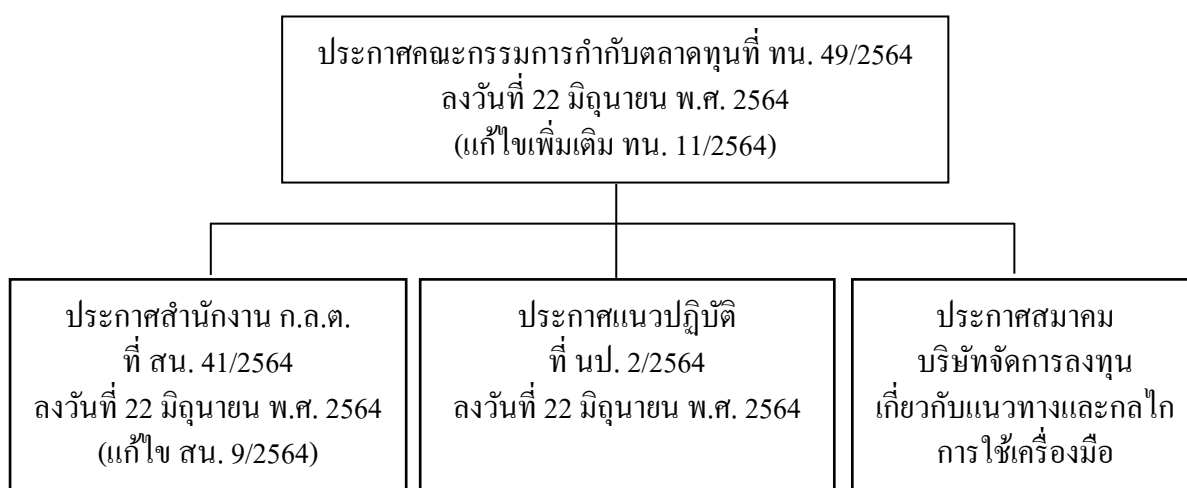 ประกาศคณะกรรมการกำกับตลาดทุนที่ ทน. 49/2564
ลงวันที่ 22 มิถุนายน พ.ศ. 2564
(แก้ไขเพิ่มเติม ทน. 11/2564)
ประกาศสำนักงาน ก.ล.ต.
ที่ สน. 41/2564
ลงวันที่ 22 มิถุนายน พ.ศ. 2564
(แก้ไข สน. 9/2564)
ประกาศแนวปฏิบัติ
ที่ นป. 2/2564
ลงวันที่ 22 มิถุนายน พ.ศ. 2564
ประกาศสมาคม
บริษัทจัดการลงทุน
เกี่ยวกับแนวทางและกลไก
การใช้เครื่องมือ